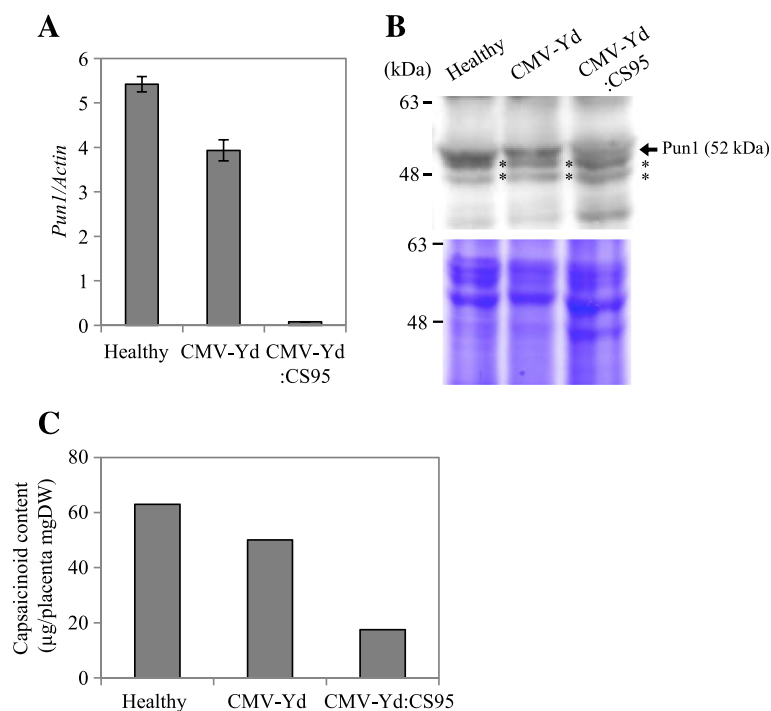 A
Pun1/Actin
6
5
4
3
2
1
0
Healthy
CMV-Yd
CMV-Yd
:CS95
B
(kDa)
Healthy
CMV-Yd
CMV-Yd
:CS95
63
48
Pun1 (52 kDa)
* * *
* * *
63
48
C
Capsaicinoid content
(μg/placenta mgDW)
80
60
40
20
0
Healthy
CMV-Yd
CMV-Yd:CS95